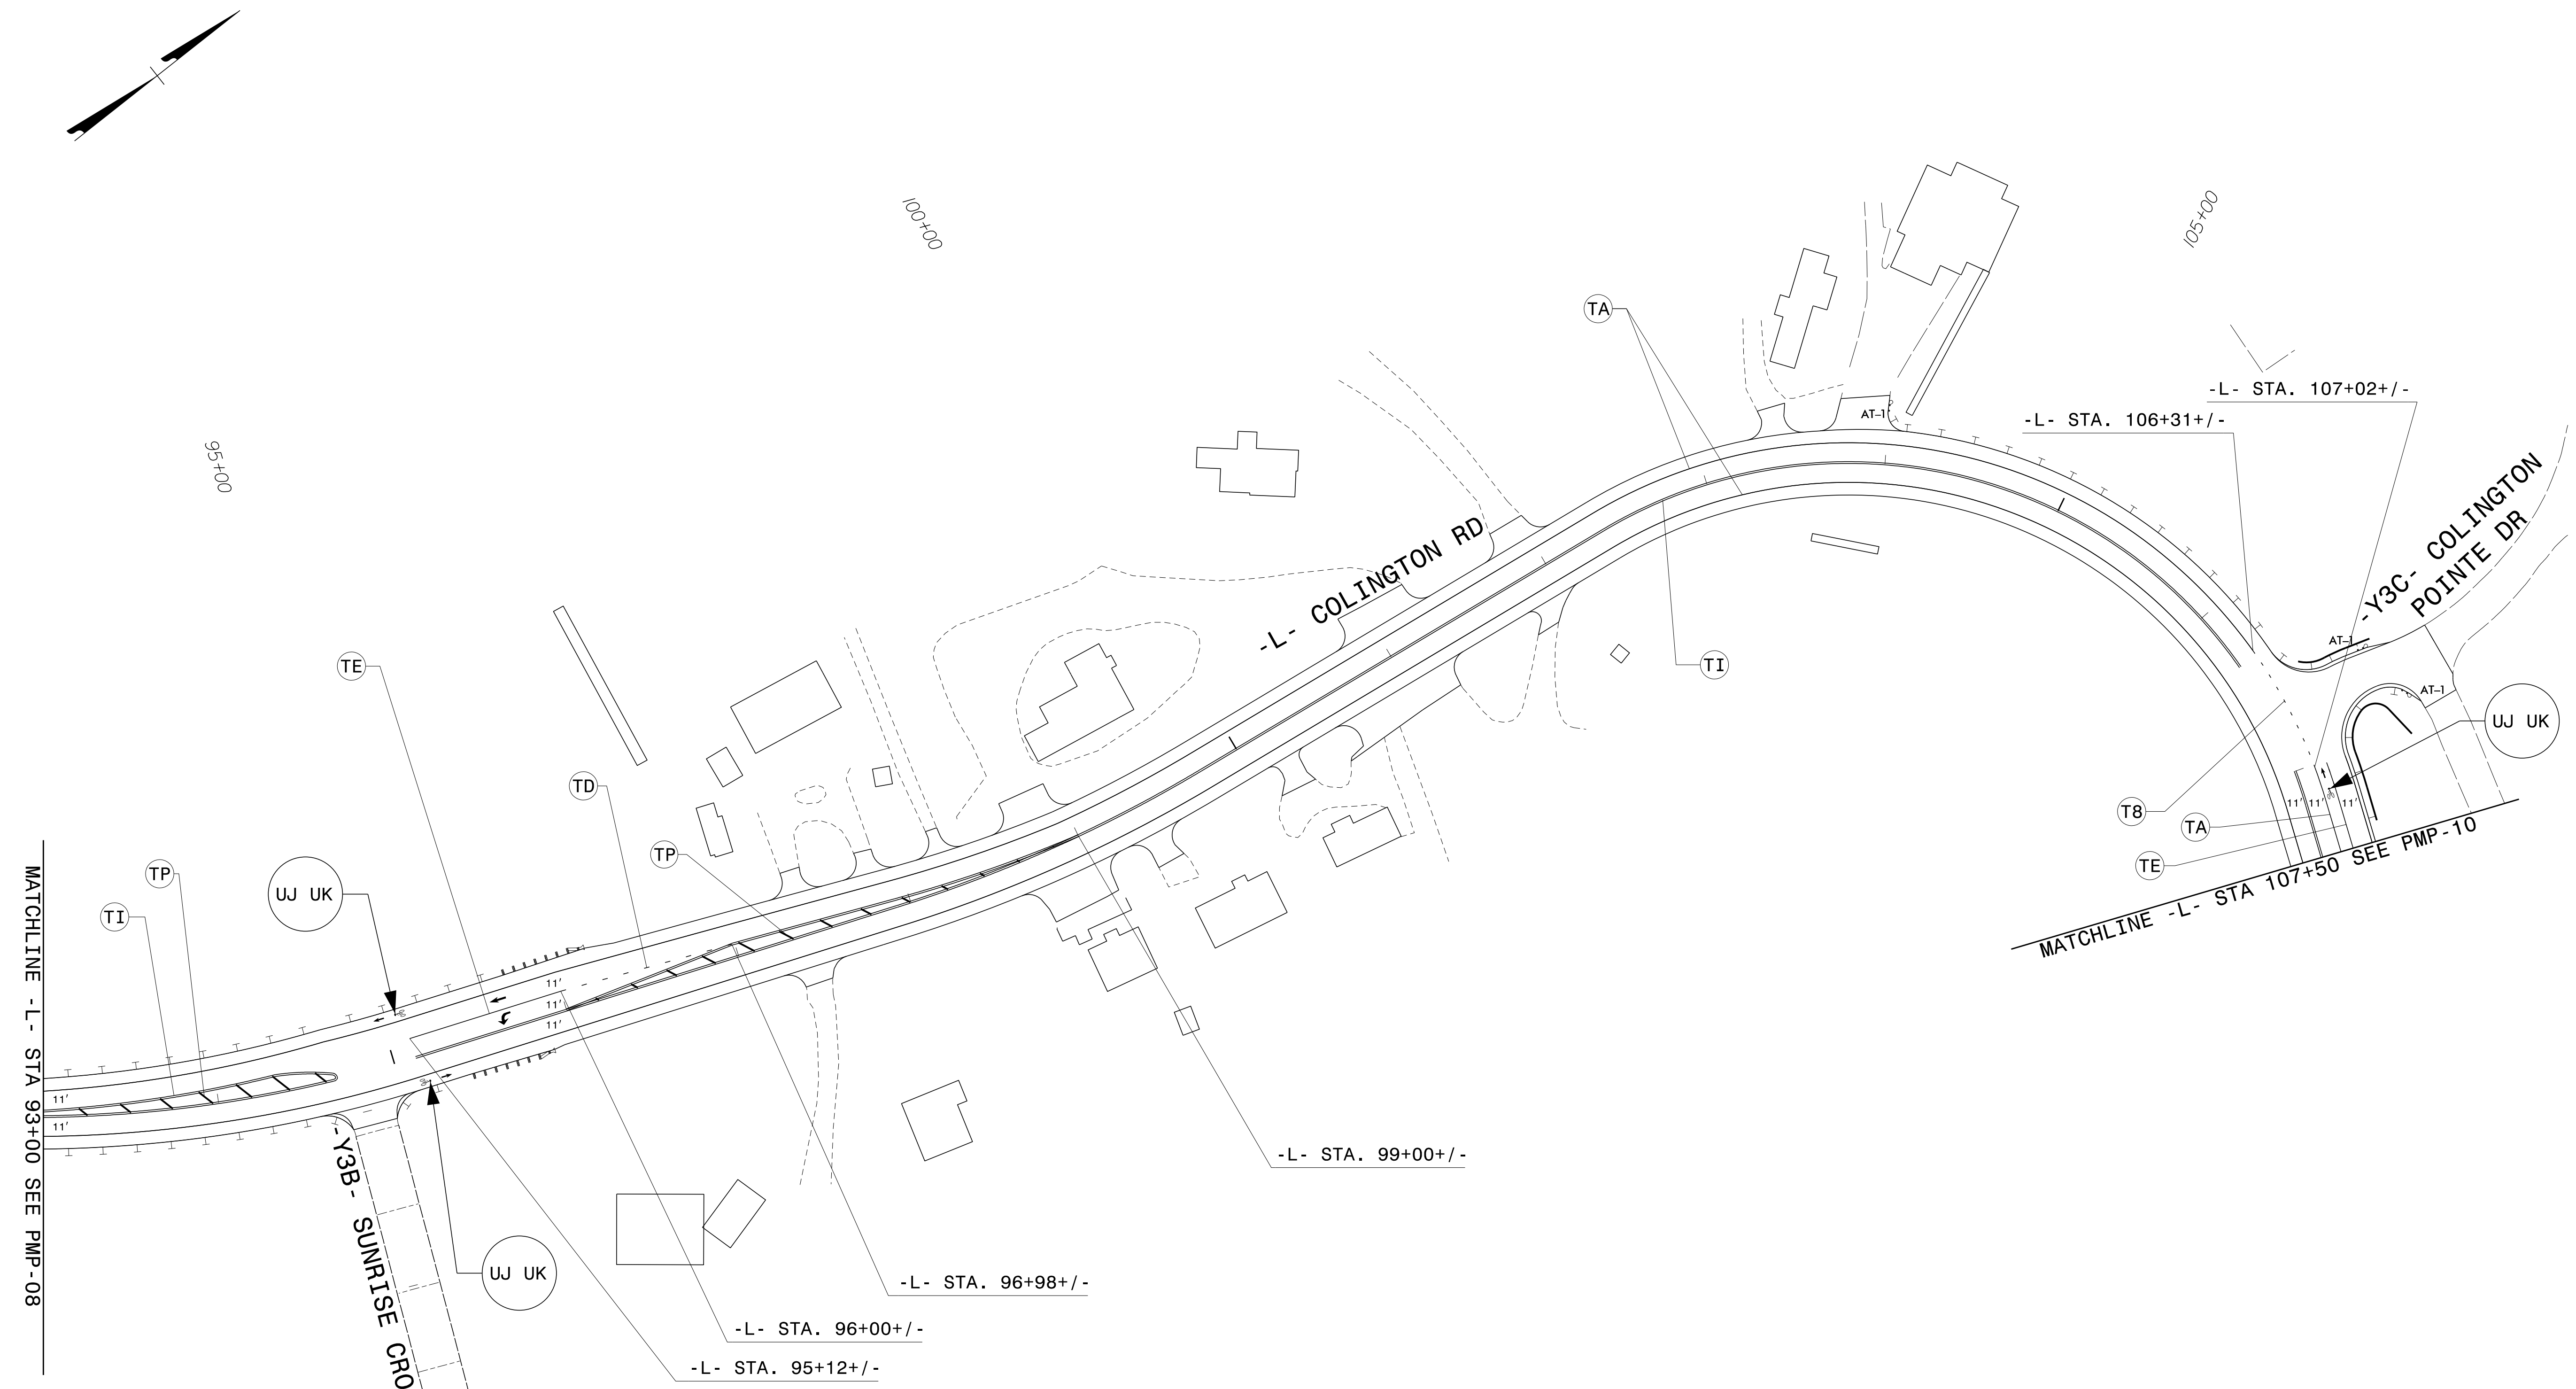 100+00
105+00
95+00
TA
-L- STA. 107+02+/-
-L- STA. 106+31+/-
AT-1
-L- COLINGTON RD
-Y3C- COLINGTON
POINTE DR
AT-1
AT-1
UJ UK
TI
TE
TD
TP
T8
TA
TE
11' 11' 11'
MATCHLINE -L- STA 107+50 SEE PMP-10
TP
TI
UJ UK
11'
11'
11'
11'
11'
MATCHLINE -L- STA 93+00 SEE PMP-08
-Y3B- SUNRISE CRO
UJ UK
-L- STA. 99+00+/-
-L- STA. 96+98+/-
-L- STA. 96+00+/-
-L- STA. 95+12+/-